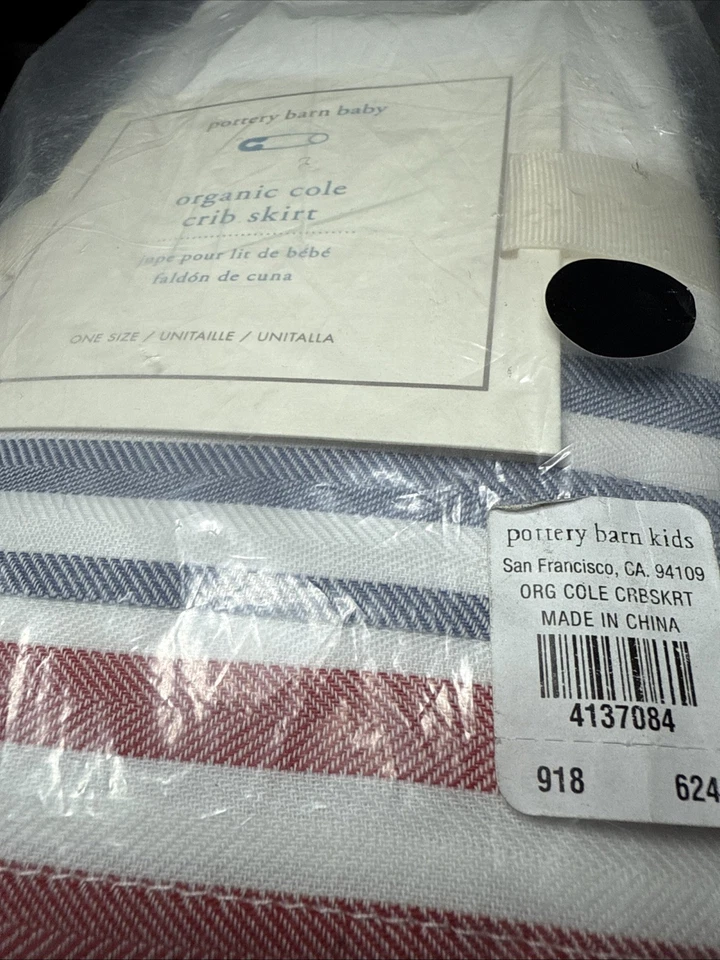 pottery barn baby
organic cole
crib skirt
jupe pour lit de bébé
faldón de cuna
ONE SIZE / UNITAILLE / UNITALLA
pottery barn kids
San Francisco, CA. 94109
ORG COLE CRBSKRT
MADE IN CHINA
4137084
918 624